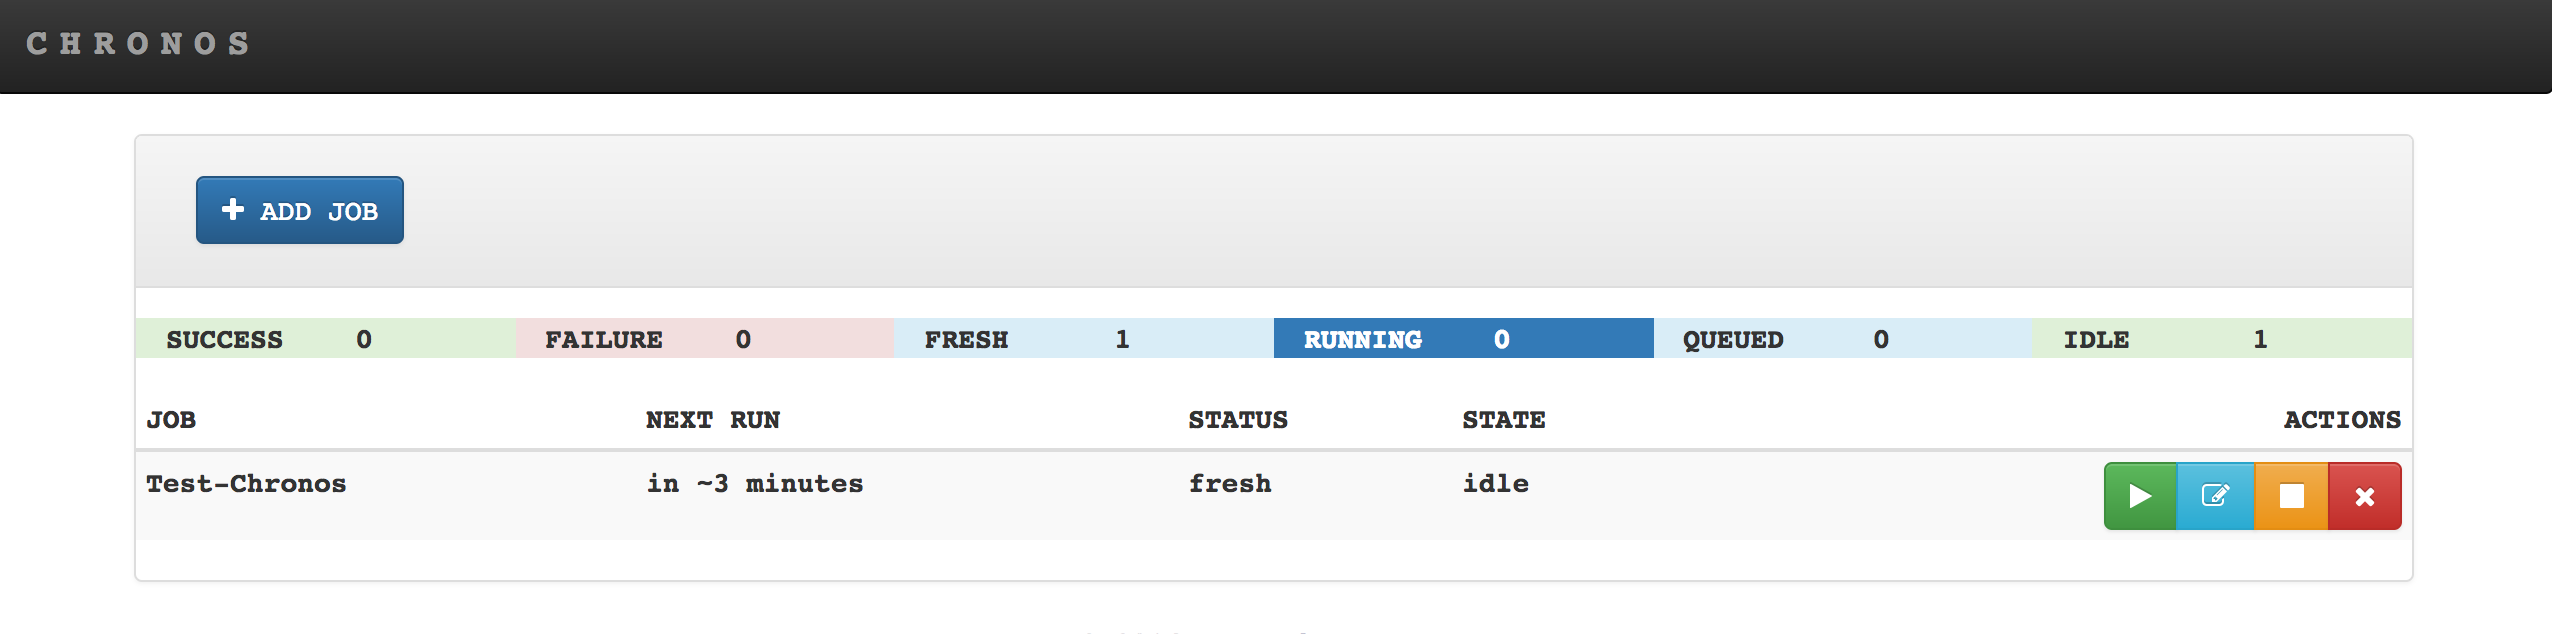 CHRONOS
ADD JOB
SUCCESS 0 FAILURE 0 FRESH 1 RUNNING 0 QUEUED 0 IDLE 1
JOB NEXT RUN STATUS STATE ACTIONS
Test-Chronos in ~3 minutes fresh idle